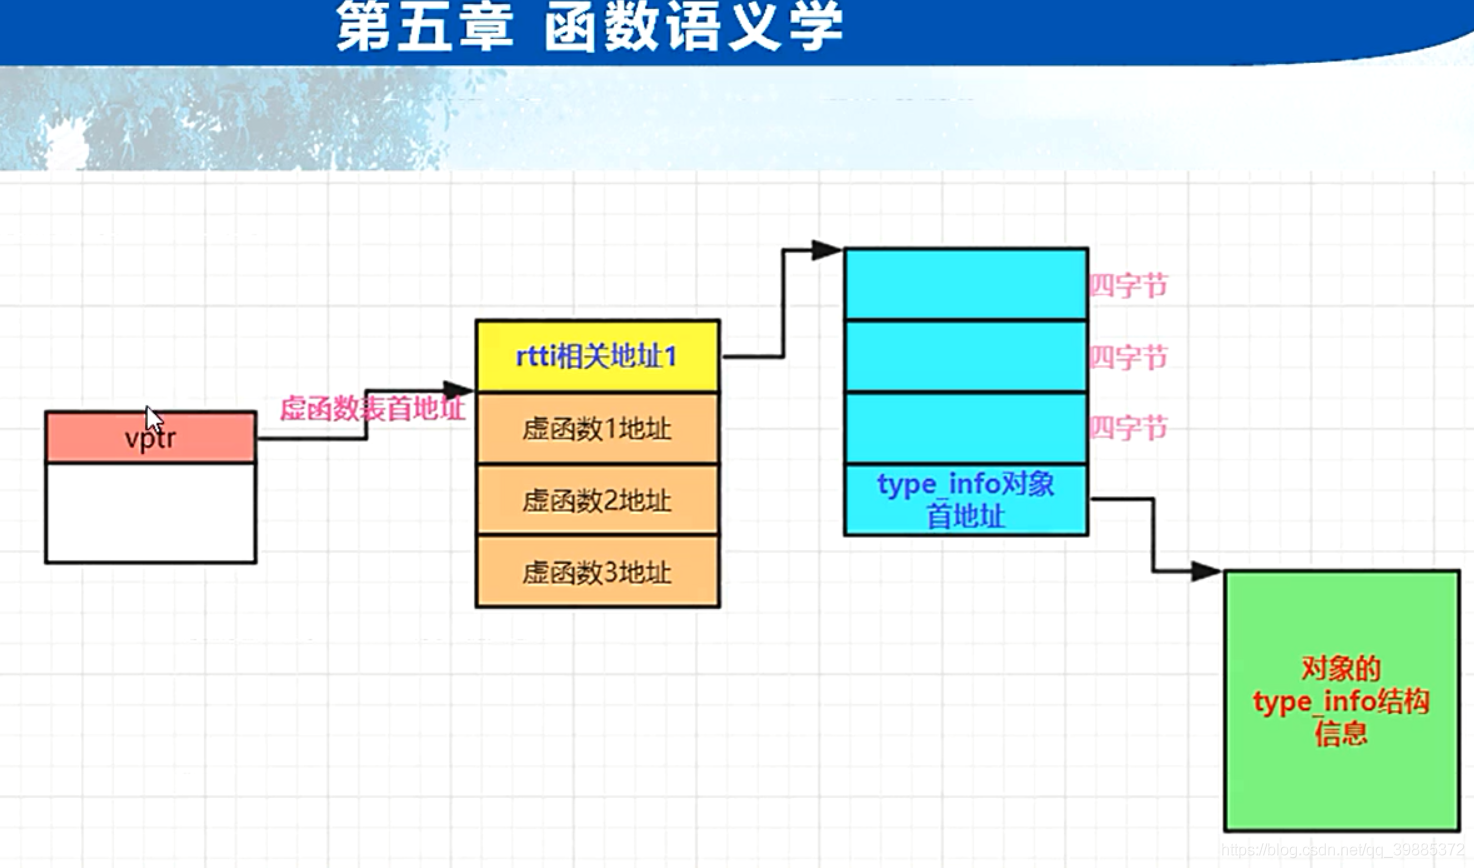 第五章 函数语义学
vptr
虚函数表首地址
rtti相关地址1
虚函数1地址
虚函数2地址
虚函数3地址
四字节
四字节
四字节
type_info对象
首地址
对象的
type_info结构
信息
https://blog.csdn.net/qq_39885372